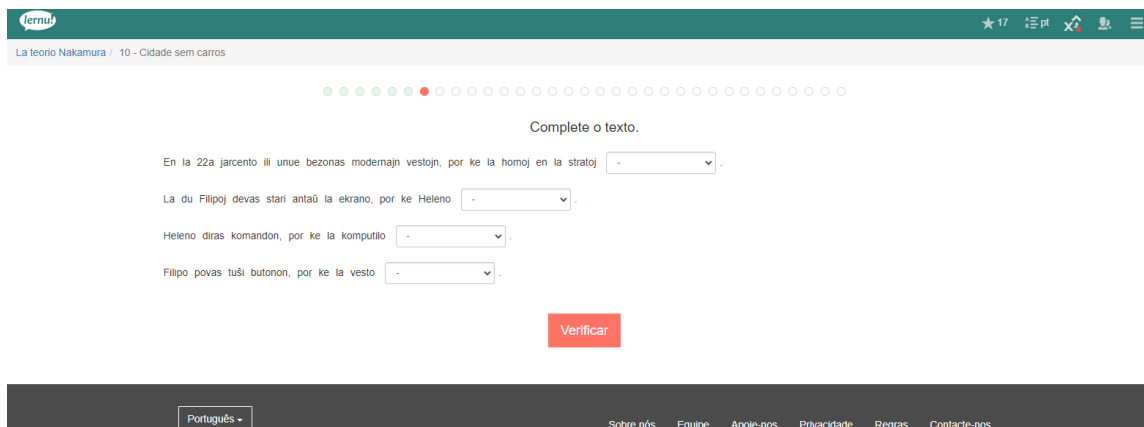 lernu!
17 pt
La teorio Nakamura / 10 - Cidade sem carros
Complete o texto.
En la 22a jarcento ili unue bezonas modernajn vestojn, por ke la homoj en la stratoj - .
La du Filipoj devas stari antaŭ la ekrano, por ke Heleno - .
Heleno diras komandon, por ke la komputilo - .
Filipo povas tuŝi butonon, por ke la vesto - .
Verificar
Português
Sobre nós Equipe Apoie-nos Privacidade Regras Contacte-nos